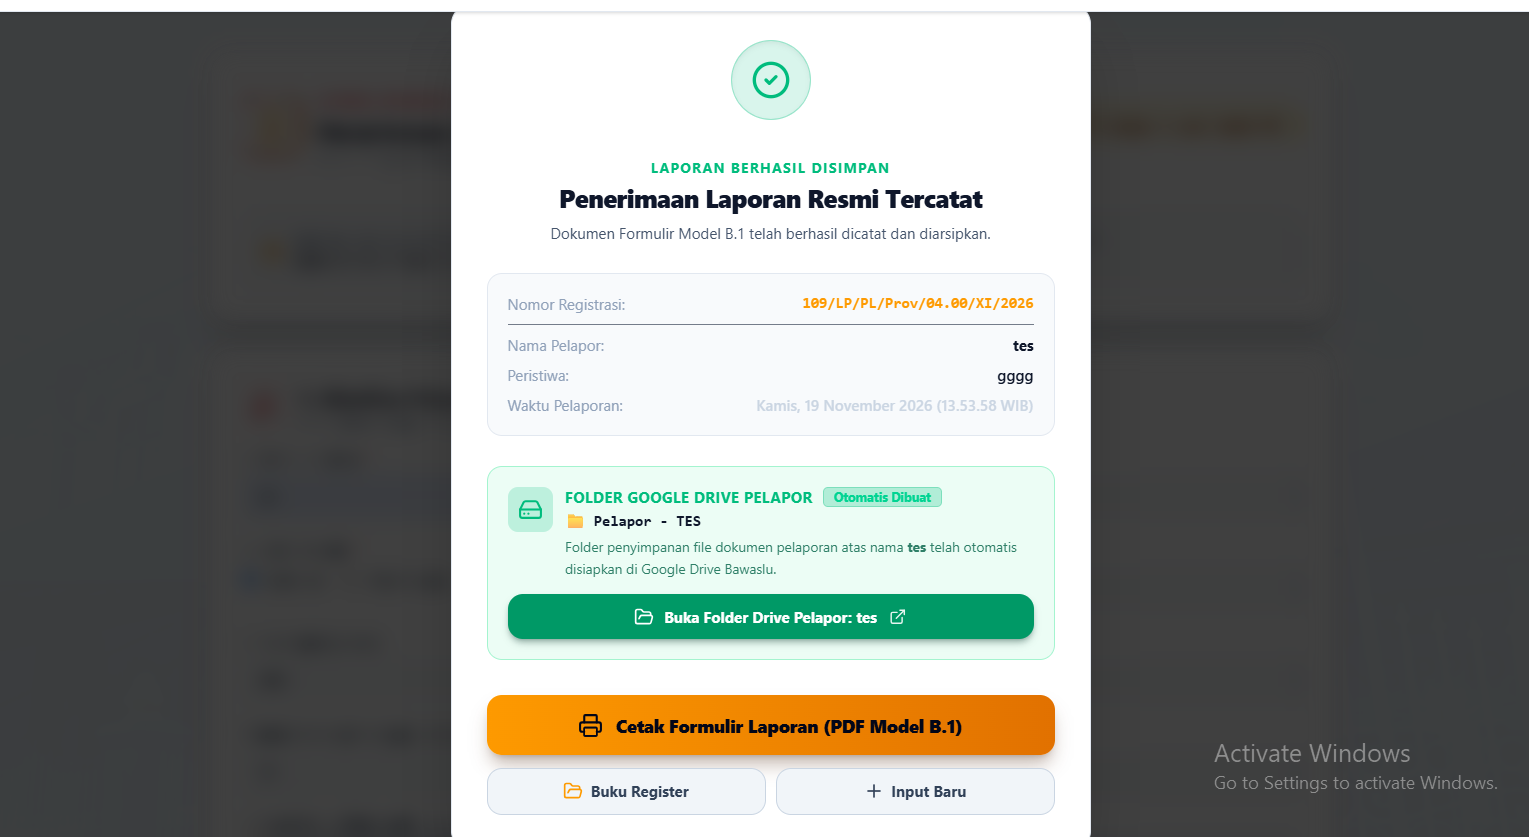 LAPORAN BERHASIL DISIMPAN
Penerimaan Laporan Resmi Tercatat
Dokumen Formulir Model B.1 telah berhasil dicatat dan diarsipkan.
Nomor Registrasi: 109/LP/PL/Prov/04.00/XI/2026
Nama Pelapor: tes
Peristiwa: gggg
Waktu Pelaporan: Kamis, 19 November 2026 (13.53.58 WIB)
FOLDER GOOGLE DRIVE PELAPOR Otomatis Dibuat
Pelapor - TES
Folder penyimpanan file dokumen pelaporan atas nama tes telah otomatis
disiapkan di Google Drive Bawaslu.
Buka Folder Drive Pelapor: tes
Cetak Formulir Laporan (PDF Model B.1)
Buku Register
Input Baru
Activate Windows
Go to Settings to activate Windows.